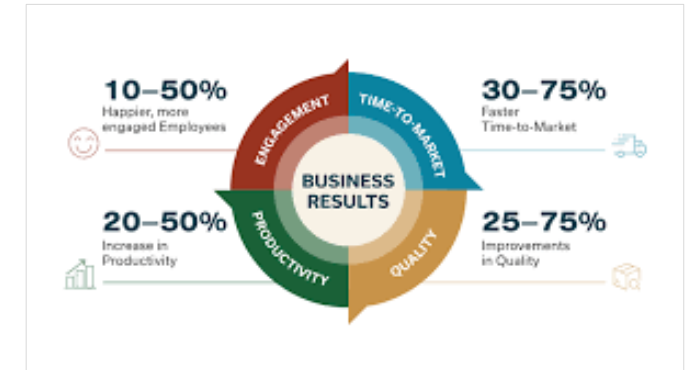 10–50%
Happier, more
engaged Employees
ENGAGEMENT
TIME-TO-MARKET
30–75%
Faster
Time-to-Market
BUSINESS
RESULTS
20–50%
Increase in
Productivity
PRODUCTIVITY
QUALITY
25–75%
Improvements
in Quality